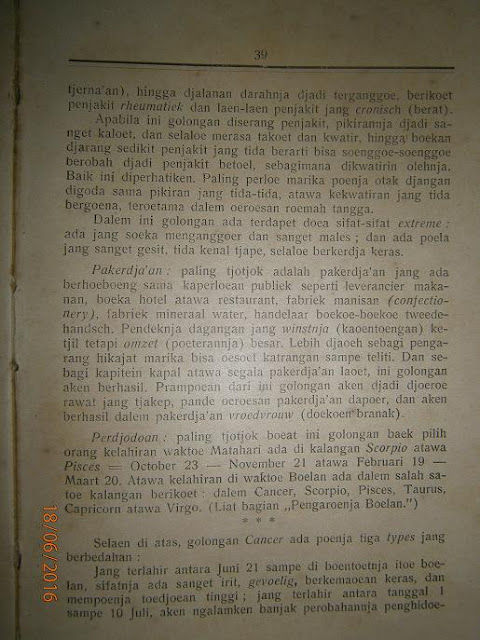 39
tjerna'an), hingga djalanan darahnja djadi terganggoe, berikoet
penjakit rheumatiek dan laen-laen penjakit jang cronisch (berat).
Apabila ini golongan diserang penjakit, pikirannja djadi sa-
nget kaloet, dan selaloe merasa takoet dan kwatir, hingga boekan
djarang sedikit penjakit jang tida berarti bisa soenggoe-soenggoe
berobah djadi penjakit betoel, sebagimana dikwatirin olehnja.
Baik ini diperhatiken. Paling perloe marika poenja otak djangan
digoda sama pikiran jang tida-tida, atawa kekwatiran jang tida
bergoena, teroetama dalem oeroesan roemah tangga.
Dalem ini golongan ada terdapet doea sifat-sifat extreme :
ada jang soeka menganggoer dan sanget males ; dan ada poela
jang sanget gesit, tida kenal tjape, selaloe berkerdja keras.
Pakerdja'an : paling tjotjok adalah pakerdja'an jang ada
berhoeboeng sama kaperloean publiek seperti leverancier maka-
nan, boeka hotel atawa restaurant, fabriek manisan (confectio-
nery), fabriek mineraal water, handelaar boekoe-boekoe tweede-
handsch. Pendeknja dagangan jang winstnja (kaoentoengan) ke-
tjil tetapi omzet (poeterannja) besar. Lebih djaoeh sebagi penga-
rang hikajat marika bisa oesoet katrangan sampe teliti. Dan se-
bagi kapitein kapal atawa segala pakerdja'an laoet, ini golongan
aken berhasil. Prampoean dari ini golongan aken djadi djoeroe
rawat jang tjakep, pande oeroesan pakerdja'an dapoer, dan aken
berhasil dalem pakerdja'an vroedvrouw (doekoen branak).
Perdjodoan : paling tjotjok boeat ini golongan baek pilih
orang kelahiran waktoe Matahari ada di kalangan Scorpio atawa
Pisces = October 23 — November 21 atawa Februari 19 —
Maart 20. Atawa kelahiran di waktoe Boelan ada dalem salah sa-
toe kalangan berikoet : dalem Cancer, Scorpio, Pisces, Taurus,
Capricorn atawa Virgo. (Liat bagian „Pengaroenja Boelan.")
* * *
Selaen di atas, golongan Cancer ada poenja tiga types jang
berbedahan :
Jang terlahir antara Juni 21 sampe di boentoetnja itoe boe-
lan, sifatnja ada sanget irit, gevoelig, berkemaoean keras, dan
mempoenja toedjoean tinggi ; jang terlahir antara tanggal 1
sampe 10 Juli, aken ngalamken banjak perobahannja penghidoe-
18/06/2016